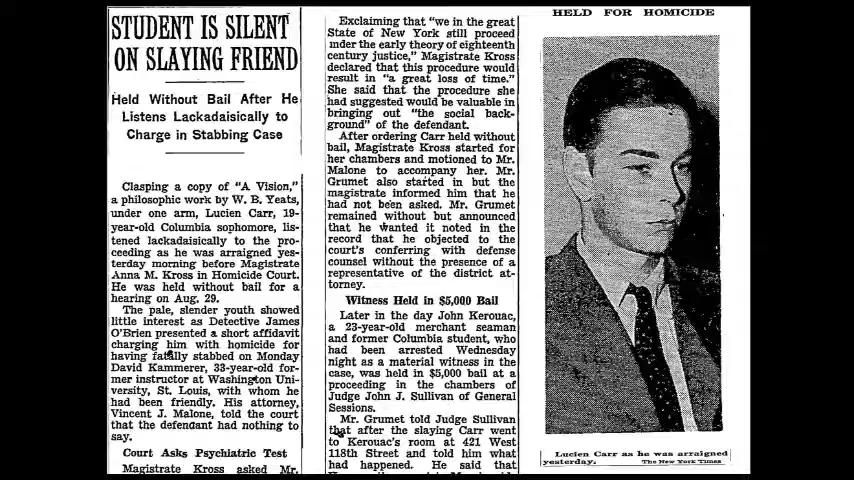 STUDENT IS SILENT
ON SLAYING FRIEND
Held Without Bail After He
Listens Lackadaisically to
Charge in Stabbing Case
Clasping a copy of "A Vision,"
a philosophic work by W. B. Yeats,
under one arm, Lucien Carr, 19-
year-old Columbia sophomore, lis-
tened lackadaisically to the pro-
ceeding as he was arraigned yes-
terday morning before Magistrate
Anna M. Kross in Homicide Court.
He was held without bail for a
hearing on Aug. 29.
The pale, slender youth showed
little interest as Detective James
O'Brien presented a short affidavit
charging him with homicide for
having fatally stabbed on Monday
David Kammerer, 33-year-old for-
mer instructor at Washington Uni-
versity, St. Louis, with whom he
had been friendly. His attorney,
Vincent J. Malone, told the court
that the defendant had nothing to
say.
Court Asks Psychiatric Test
Magistrate Kross asked Mr.
Exclaiming that "we in the great
State of New York still proceed
under the early theory of eighteenth
century justice," Magistrate Kross
declared that this procedure would
result in "a great loss of time."
She said that the procedure she
had suggested would be valuable in
bringing out "the social back-
ground" of the defendant.
After ordering Carr held without
bail, Magistrate Kross started for
her chambers and motioned to Mr.
Malone to accompany her. Mr.
Grumet also started in but the
magistrate informed him that he
had not been asked. Mr. Grumet
remained without but announced
that he wanted it noted in the
record that he objected to the
court's conferring with defense
counsel without the presence of a
representative of the district at-
torney.
Witness Held in $5,000 Bail
Later in the day John Kerouac,
a 23-year-old merchant seaman
and former Columbia student, who
had been arrested Wednesday
night as a material witness in the
case, was held in $5,000 bail at a
proceeding in the chambers of
Judge John J. Sullivan of General
Sessions.
Mr. Grumet told Judge Sullivan
that after the slaying Carr went
to Kerouac's room at 421 West
118th Street and told him what
had happened. He said that
HELD FOR HOMICIDE
Lucien Carr as he was arraigned
yesterday. The New York Times